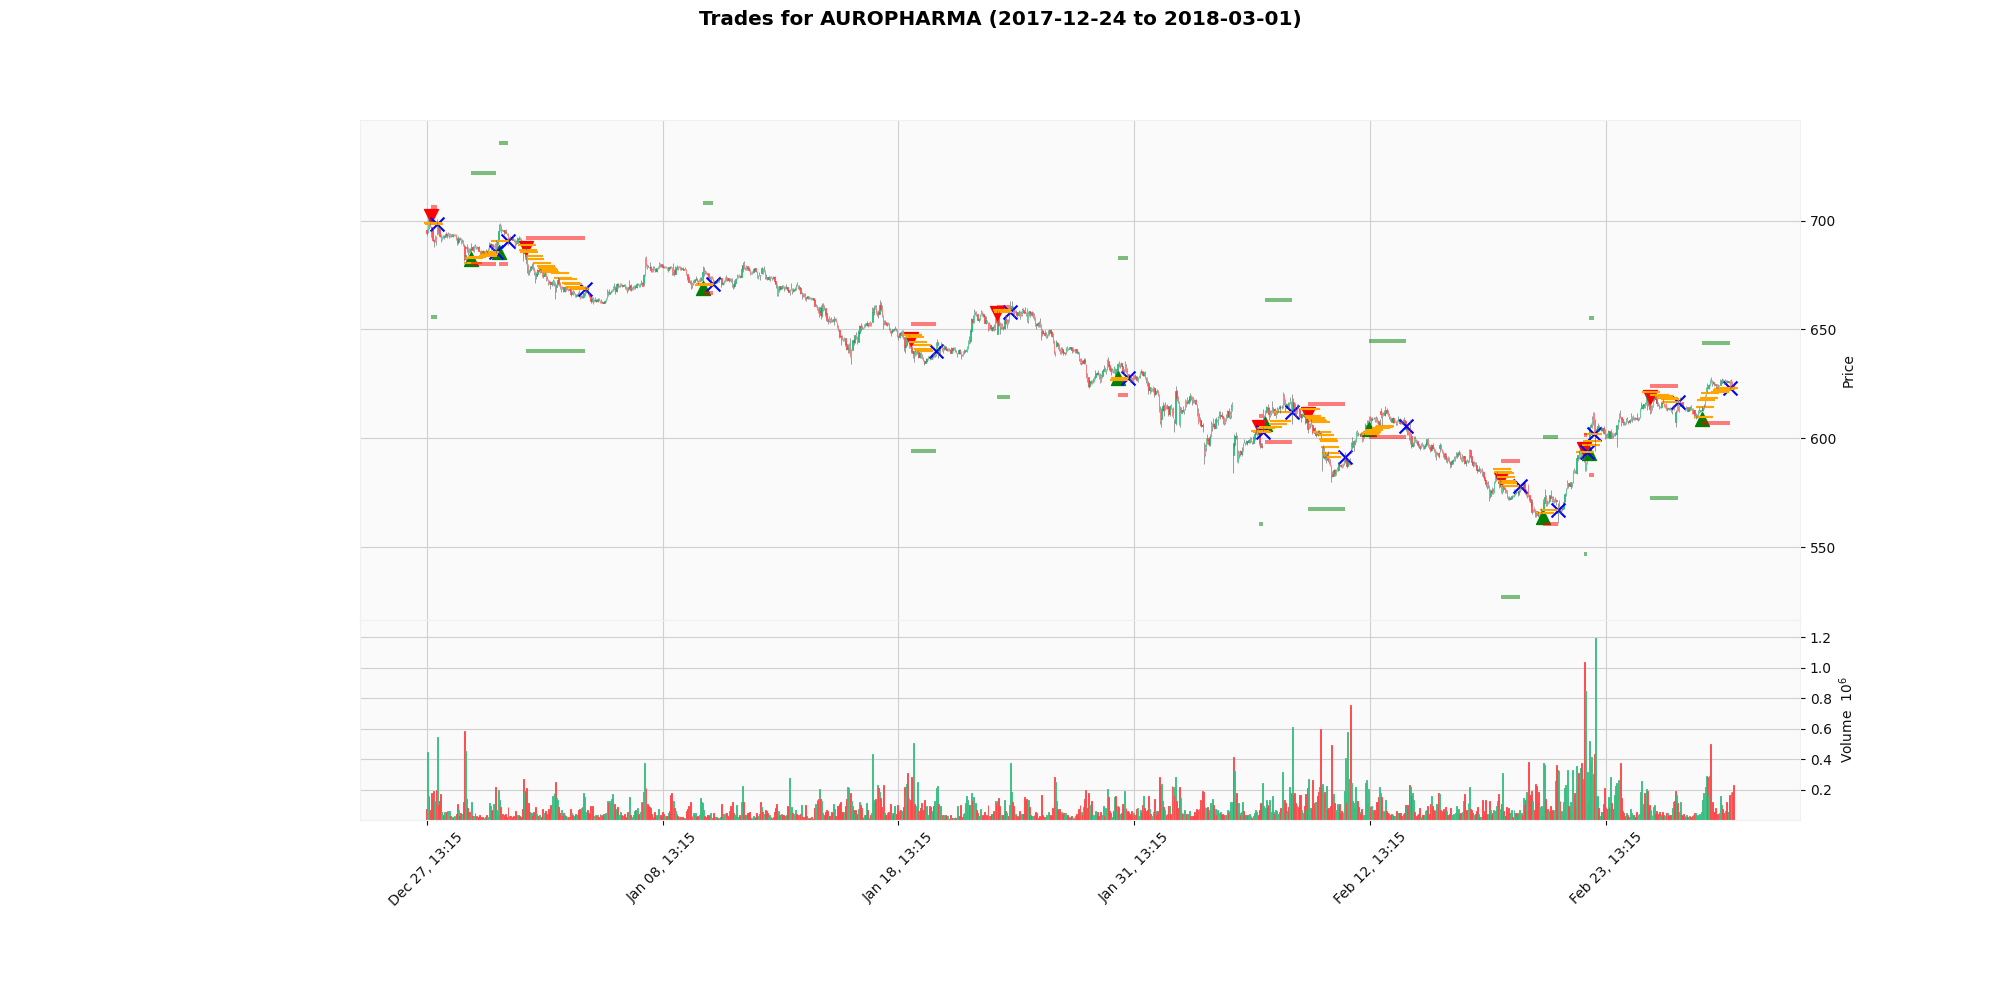 Trades for AUROPHARMA (2017-12-24 to 2018-03-01)
700
650
600
550
Price
1.2
1.0
0.8
0.6
0.4
0.2
Volume 10⁶
Dec 27, 13:15
Jan 08, 13:15
Jan 18, 13:15
Jan 31, 13:15
Feb 12, 13:15
Feb 23, 13:15